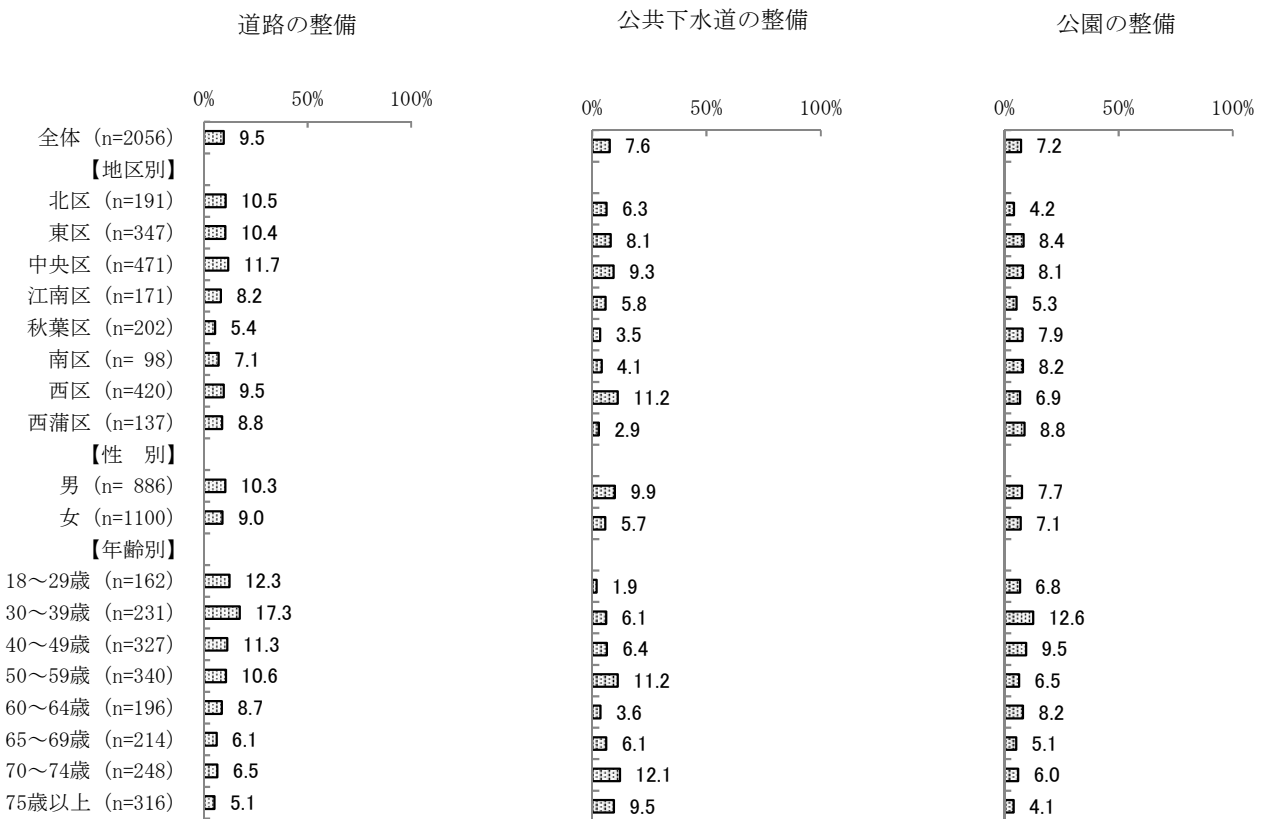 道路の整備 公共下水道の整備 公園の整備
0% 50% 100% 0% 50% 100% 0% 50% 100%
全体 (n=2056) 9.5 7.6 7.2
【地区別】
北区 (n=191) 10.5 6.3 4.2
東区 (n=347) 10.4 8.1 8.4
中央区 (n=471) 11.7 9.3 8.1
江南区 (n=171) 8.2 5.8 5.3
秋葉区 (n=202) 5.4 3.5 7.9
南区 (n= 98) 7.1 4.1 8.2
西区 (n=420) 9.5 11.2 6.9
西蒲区 (n=137) 8.8 2.9 8.8
【性　別】
男 (n= 886) 10.3 9.9 7.7
女 (n=1100) 9.0 5.7 7.1
【年齢別】
18～29歳 (n=162) 12.3 1.9 6.8
30～39歳 (n=231) 17.3 6.1 12.6
40～49歳 (n=327) 11.3 6.4 9.5
50～59歳 (n=340) 10.6 11.2 6.5
60～64歳 (n=196) 8.7 3.6 8.2
65～69歳 (n=214) 6.1 6.1 5.1
70～74歳 (n=248) 6.5 12.1 6.0
75歳以上 (n=316) 5.1 9.5 4.1